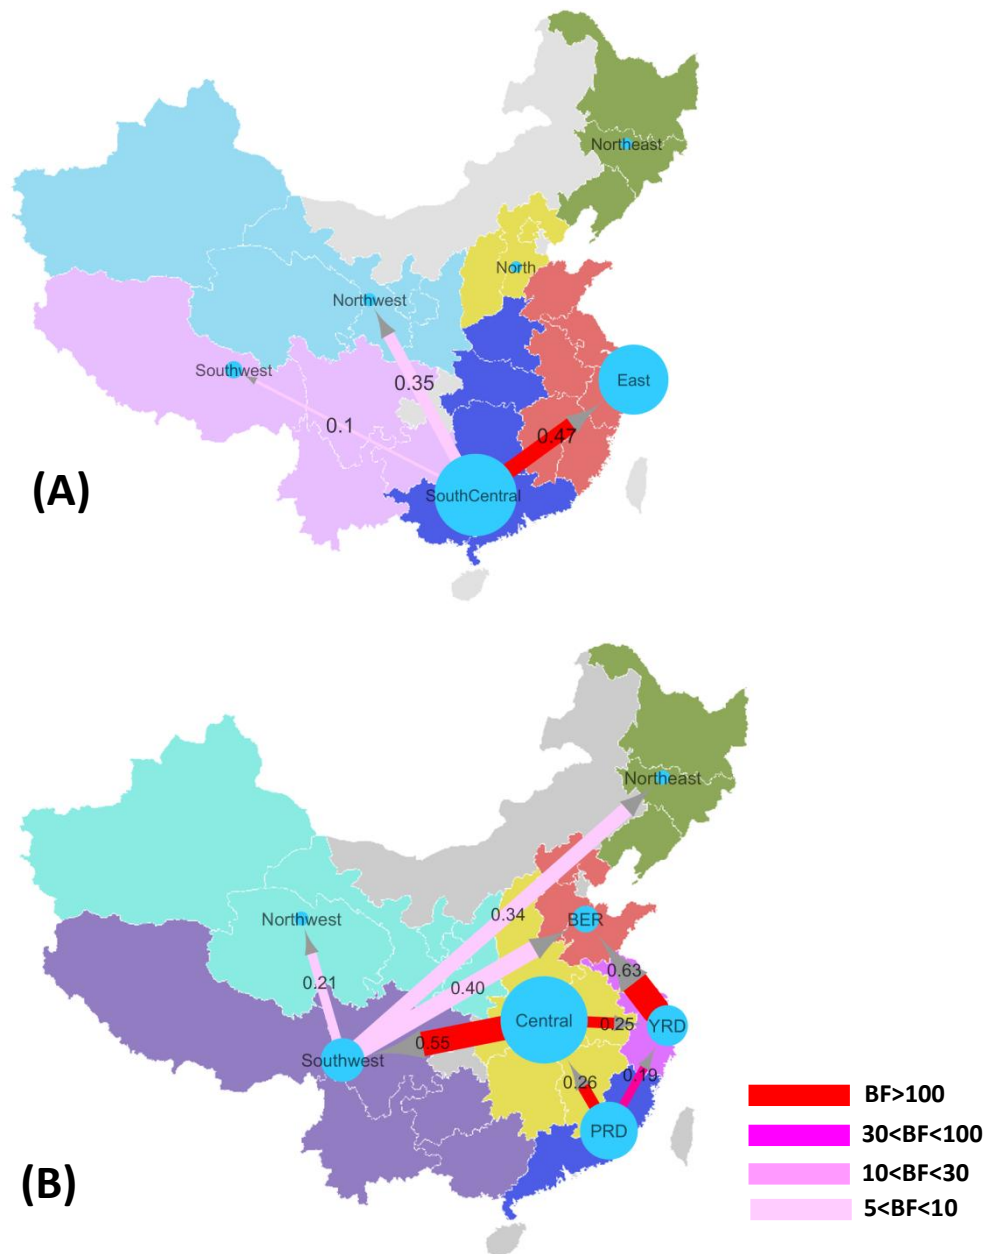 Northeast
North
Northwest
Southwest
East
0.35
0.1
0.47
SouthCentral
(A)
Northeast
Northwest
0.34
BER
0.21
0.40
0.63
Central
0.25
YRD
0.55
Southwest
0.26
0.19
PRD
BF>100
30<BF<100
10<BF<30
5<BF<10
(B)